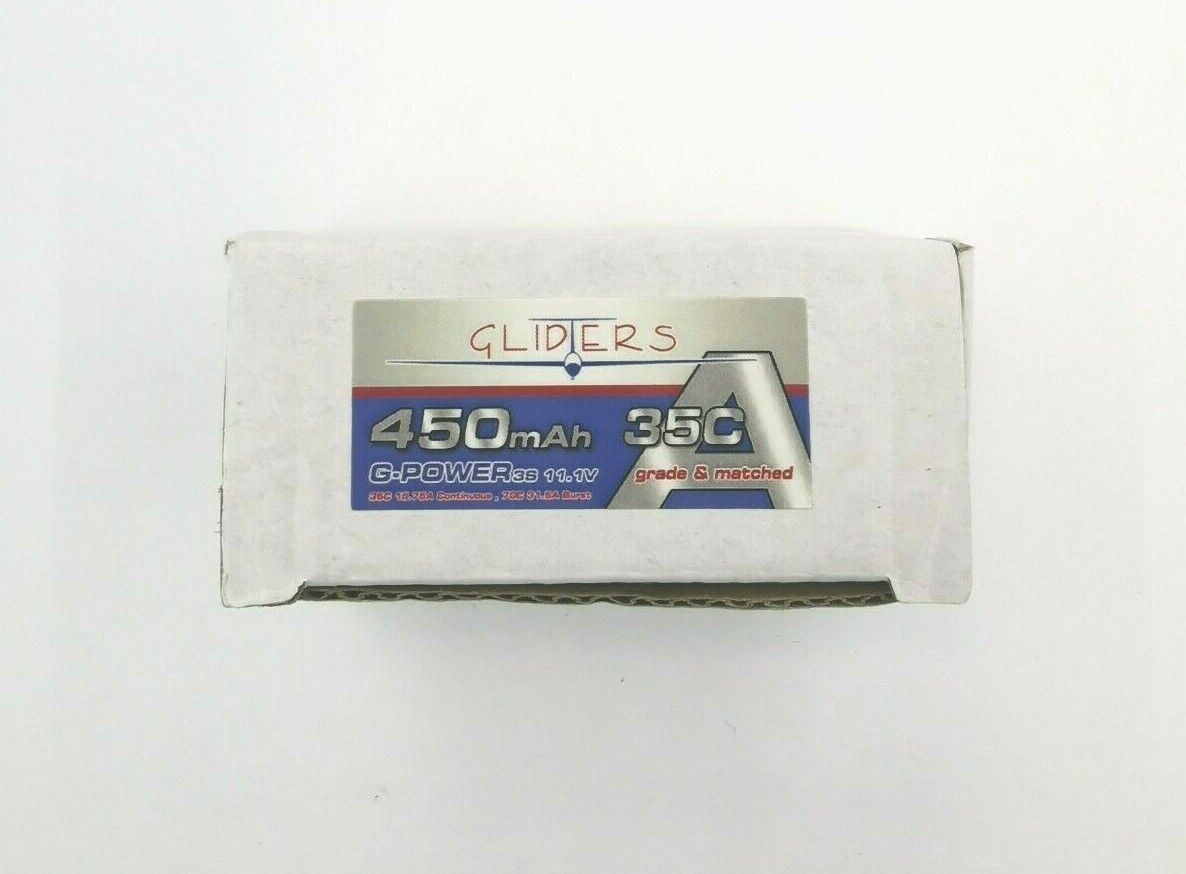 GLIDERS
450mAh 35C
G-POWER 3S 11.1V
A grade & matched
35C 15.75A Continuous , 70C 31.5A Burst